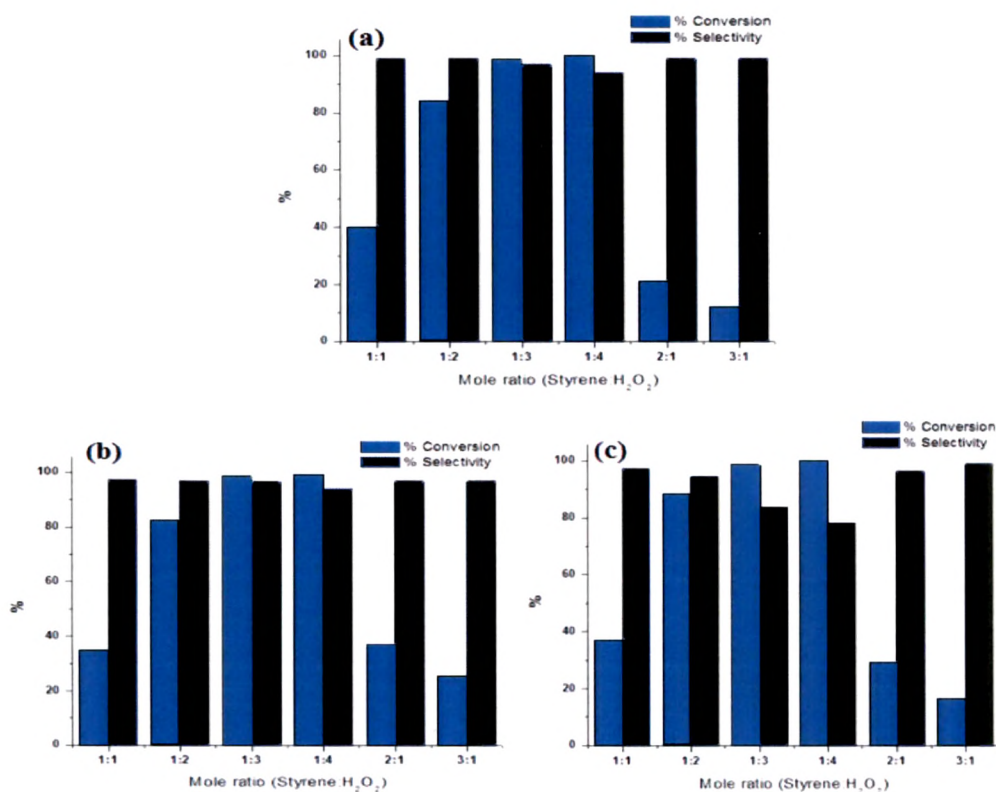 (a)
% Conversion
% Selectivity
100
80
60
40
20
0
%
1:1 1:2 1:3 1:4 2:1 3:1
Mole ratio (Styrene H₂O₂)
(b)
% Conversion
% Selectivity
100
80
60
40
20
0
%
1:1 1:2 1:3 1:4 2:1 3:1
Mole ratio (Styrene:H₂O₂)
(c)
% Conversion
% Selectivity
100
80
60
40
20
0
%
1:1 1:2 1:3 1:4 2:1 3:1
Mole ratio (Styrene H₂O₂)